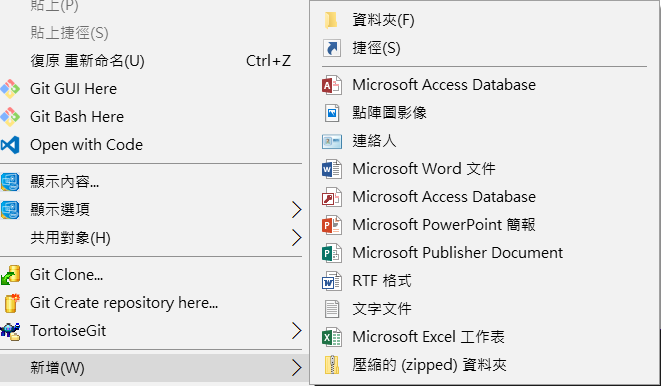 貼上(P)
貼上捷徑(S)
復原 重新命名(U) Ctrl+Z
Git GUI Here
Git Bash Here
Open with Code
顯示內容...
顯示選項
共用對象(H)
Git Clone...
Git Create repository here...
TortoiseGit
新增(W)
資料夾(F)
捷徑(S)
Microsoft Access Database
點陣圖影像
連絡人
Microsoft Word 文件
Microsoft Access Database
Microsoft PowerPoint 簡報
Microsoft Publisher Document
RTF 格式
文字文件
Microsoft Excel 工作表
壓縮的 (zipped) 資料夾